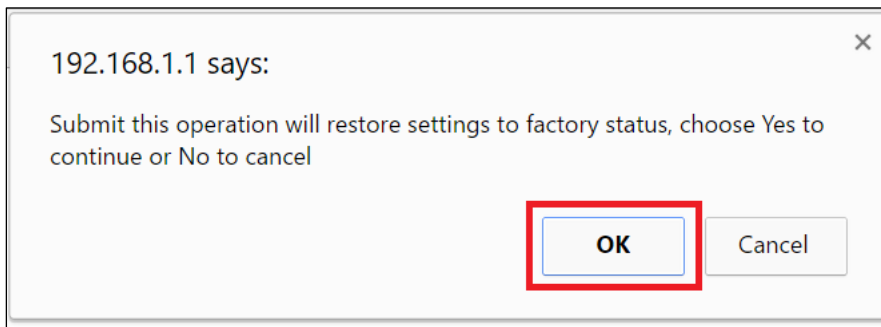 192.168.1.1 says:
Submit this operation will restore settings to factory status, choose Yes to
continue or No to cancel
OK
Cancel